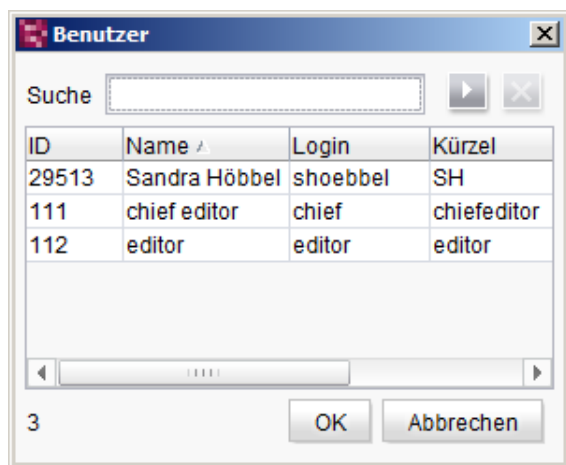 Benutzer
Suche
ID Name Login Kürzel
29513 Sandra Höbbel shoebbel SH
111 chief editor chief chiefeditor
112 editor editor editor
3 OK Abbrechen